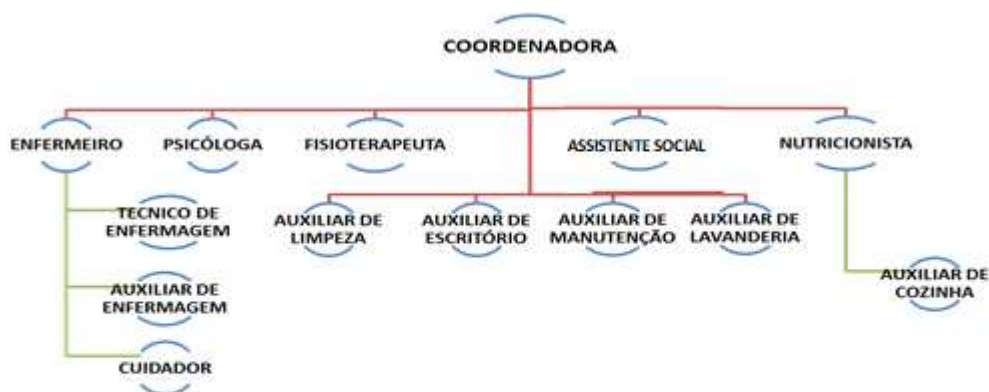 COORDENADORA
ENFERMEIRO
PSICÓLOGA
FISIOTERAPEUTA
ASSISTENTE SOCIAL
NUTRICIONISTA
TECNICO DE
ENFERMAGEM
AUXILIAR DE
LIMPEZA
AUXILIAR DE
ESCRITÓRIO
AUXILIAR DE
MANUTENÇÃO
AUXILIAR DE
LAVANDERIA
AUXILIAR DE
ENFERMAGEM
AUXILIAR DE
COZINHA
CUIDADOR